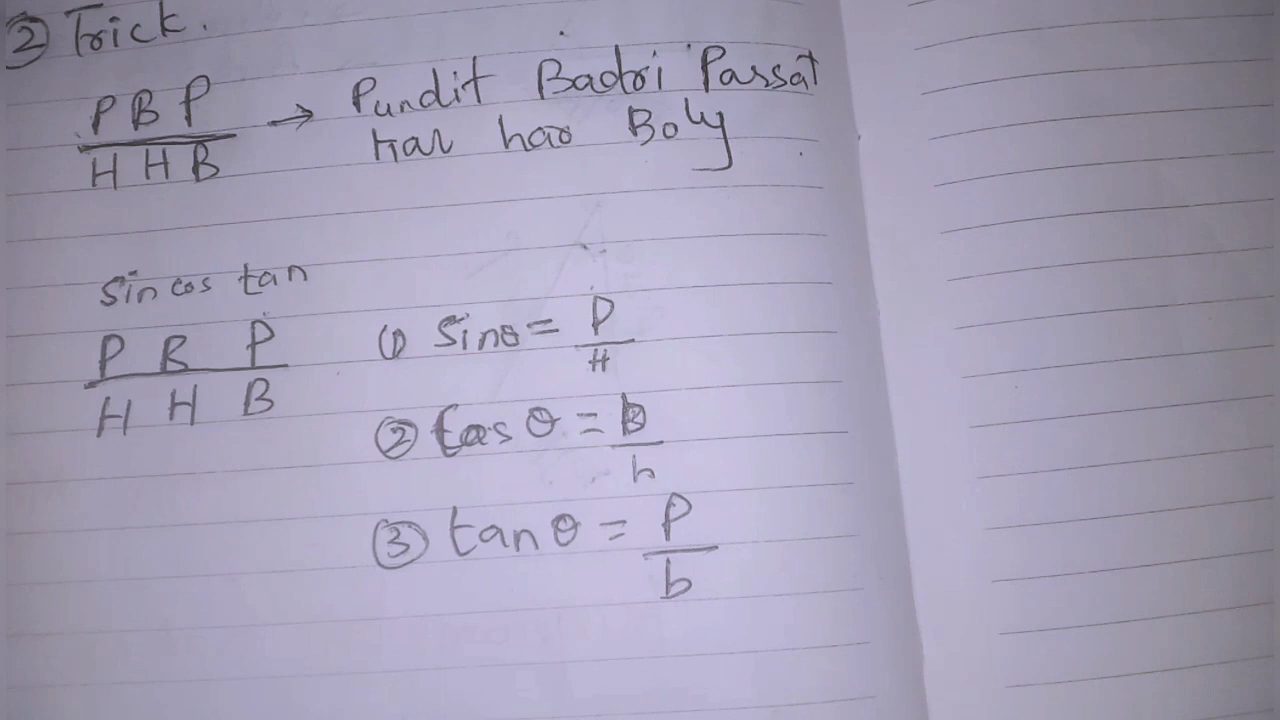 ② Trick.
P B P → Pundit Badri Passat
H H B Har har Boly
Sin cos tan
P B P ① Sinθ = P
H H B H
② Cos θ = b
h
③ tan θ = P
b